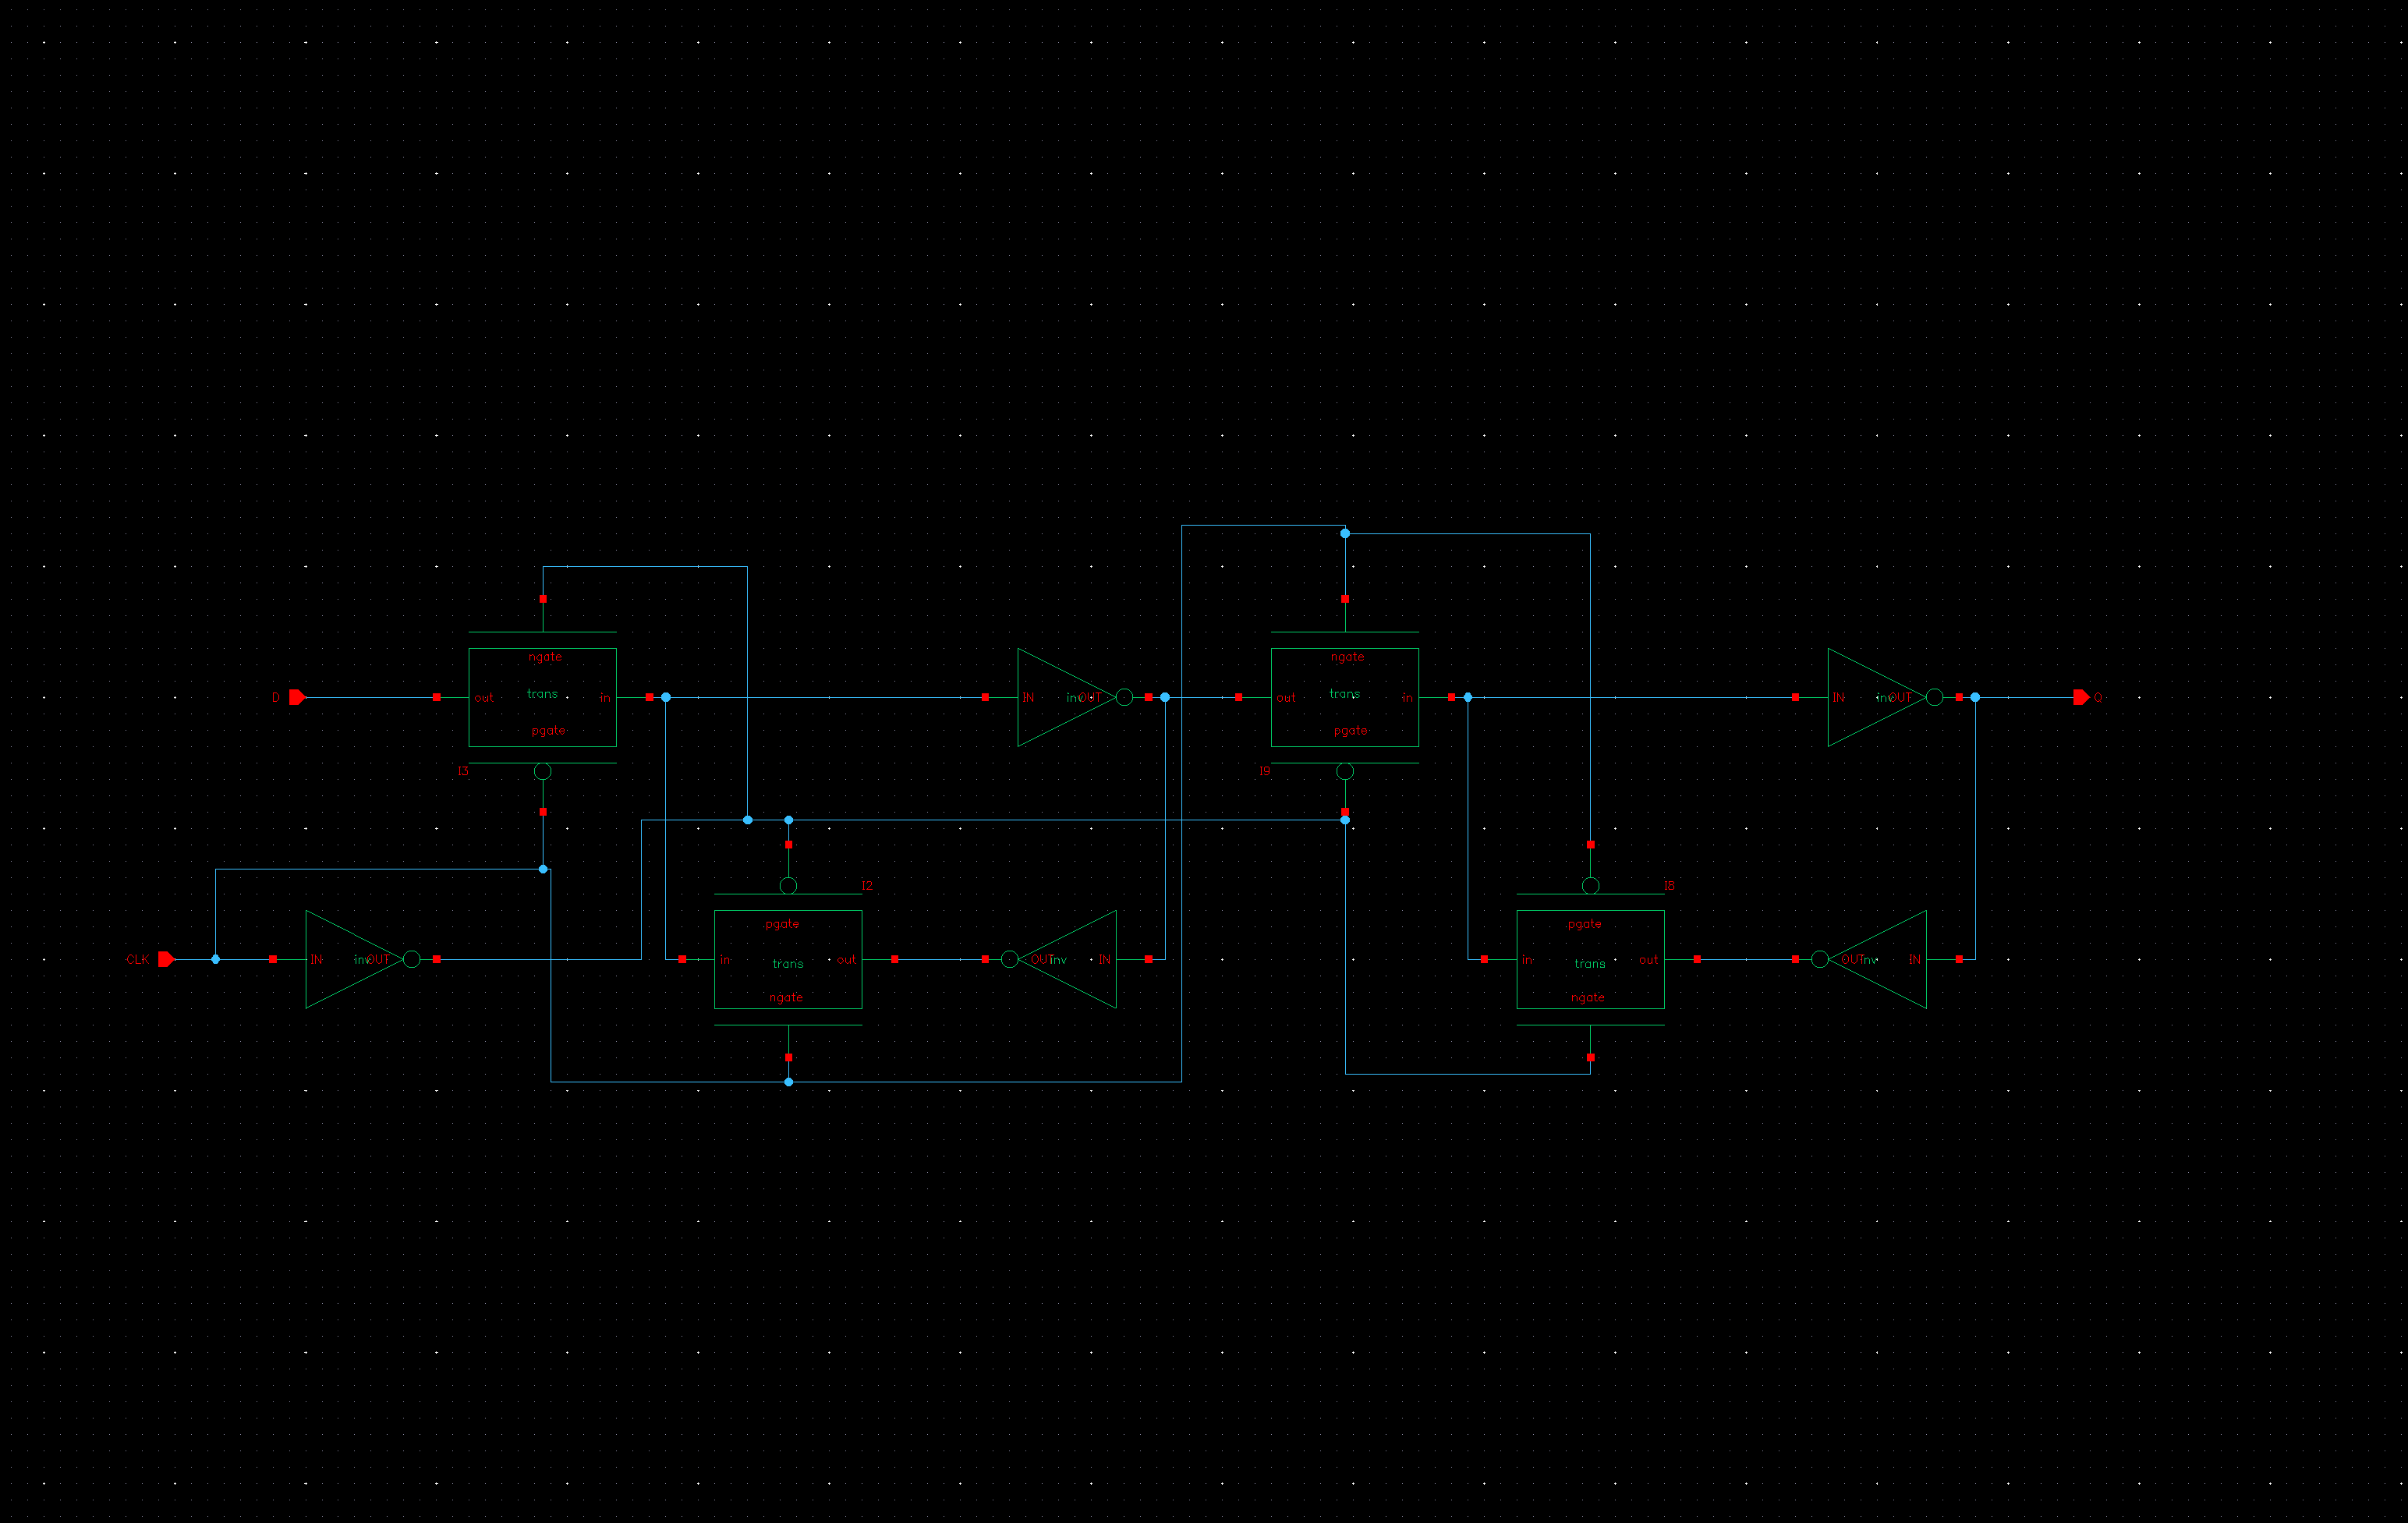 ngate
ngate
D
out
trans
in
IN
inv
OUT
out
trans
in
IN
inv
OUT
Q
pgate
pgate
I3
I9
I2
I8
pgate
pgate
CLK
IN
inv
OUT
in
trans
out
OUT
inv
IN
in
trans
out
OUT
inv
IN
ngate
ngate